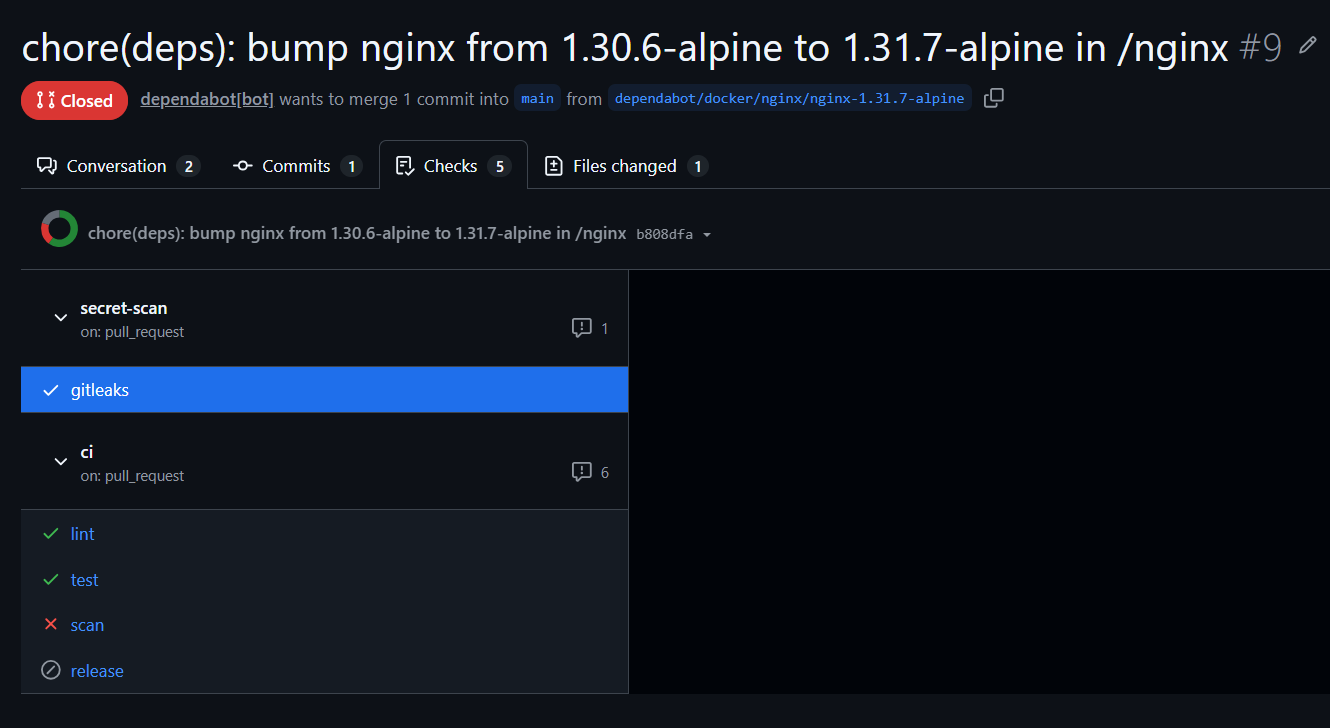 chore(deps): bump nginx from 1.30.6-alpine to 1.31.7-alpine in /nginx #9
Closed dependabot[bot] wants to merge 1 commit into main from dependabot/docker/nginx/nginx-1.31.7-alpine
Conversation 2 Commits 1 Checks 5 Files changed 1
chore(deps): bump nginx from 1.30.6-alpine to 1.31.7-alpine in /nginx b808dfa
secret-scan
on: pull_request
1
gitleaks
ci
on: pull_request
6
lint
test
scan
release